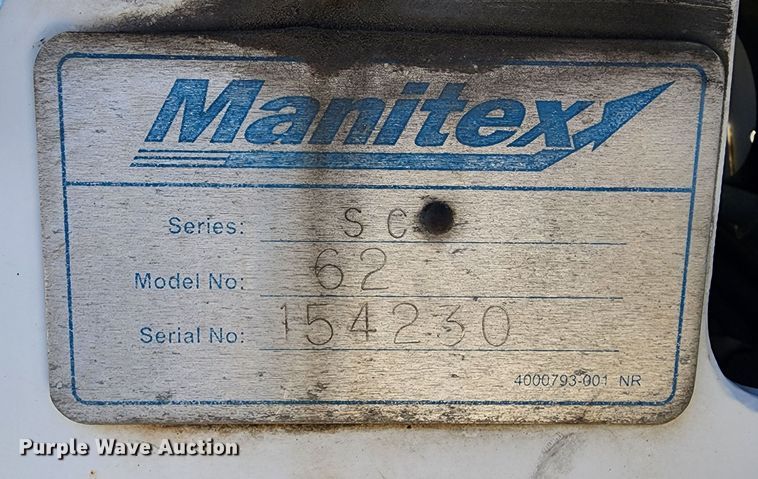 Manitex
Series: SC
Model No: 62
Serial No: 154230
4000793-001 NR
Purple Wave Auction